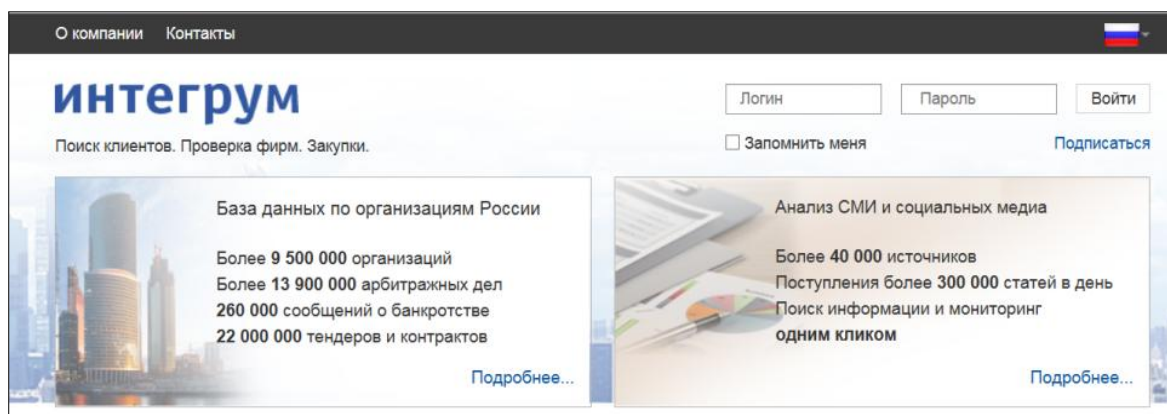 О компании Контакты
интегрум
Поиск клиентов. Проверка фирм. Закупки.
Логин Пароль Войти
Запомнить меня Подписаться
База данных по организациям России
Более 9 500 000 организаций
Более 13 900 000 арбитражных дел
260 000 сообщений о банкротстве
22 000 000 тендеров и контрактов
Подробнее...
Анализ СМИ и социальных медиа
Более 40 000 источников
Поступления более 300 000 статей в день
Поиск информации и мониторинг
одним кликом
Подробнее...